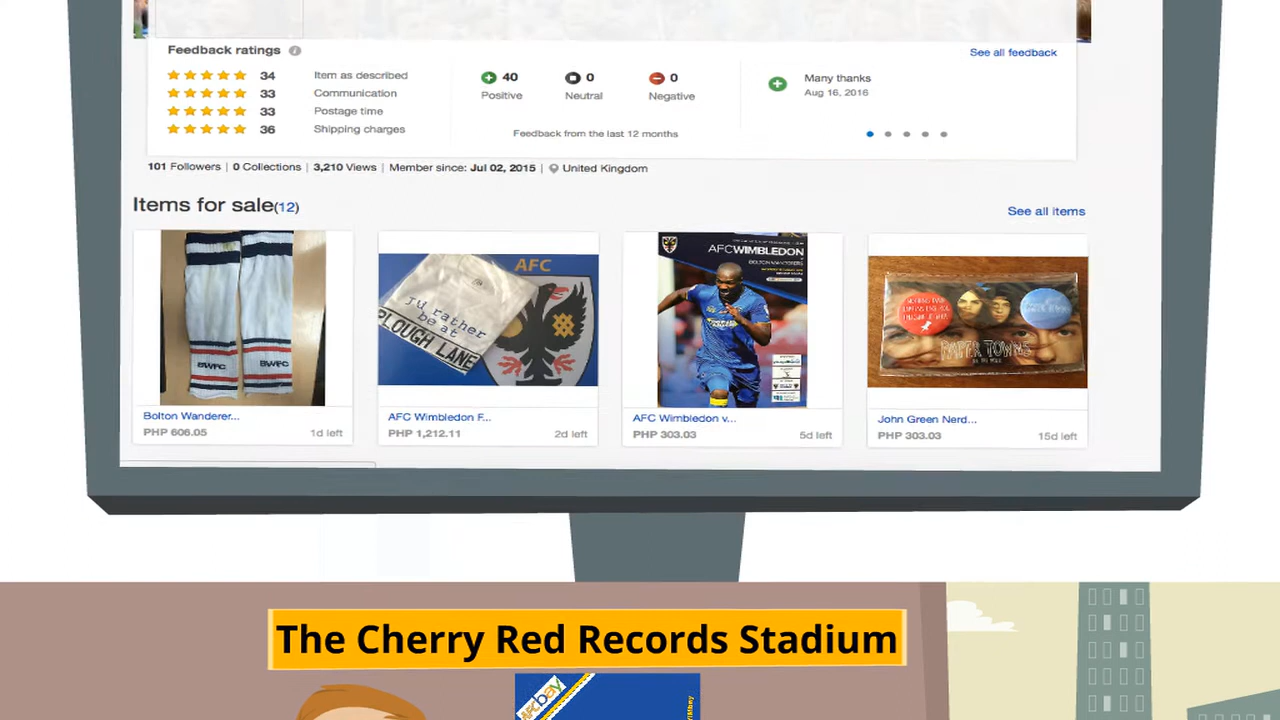 Feedback ratings
See all feedback
34 Item as described
33 Communication
33 Postage time
36 Shipping charges
40 Positive
0 Neutral
0 Negative
Feedback from the last 12 months
Many thanks
Aug 16, 2016
101 Followers | 0 Collections | 3,210 Views | Member since: Jul 02, 2015 | United Kingdom
Items for sale(12)
See all items
BWFC
BWFC
AFC
I'd rather
be at
PLOUGH LANE
AFCWIMBLEDON
PAPER TOWNS
Bolton Wanderer...
PHP 606.05
1d left
AFC Wimbledon F...
PHP 1,212.11
2d left
AFC Wimbledon v...
PHP 303.03
5d left
John Green Nerd...
PHP 303.03
15d left
The Cherry Red Records Stadium
AFCbay